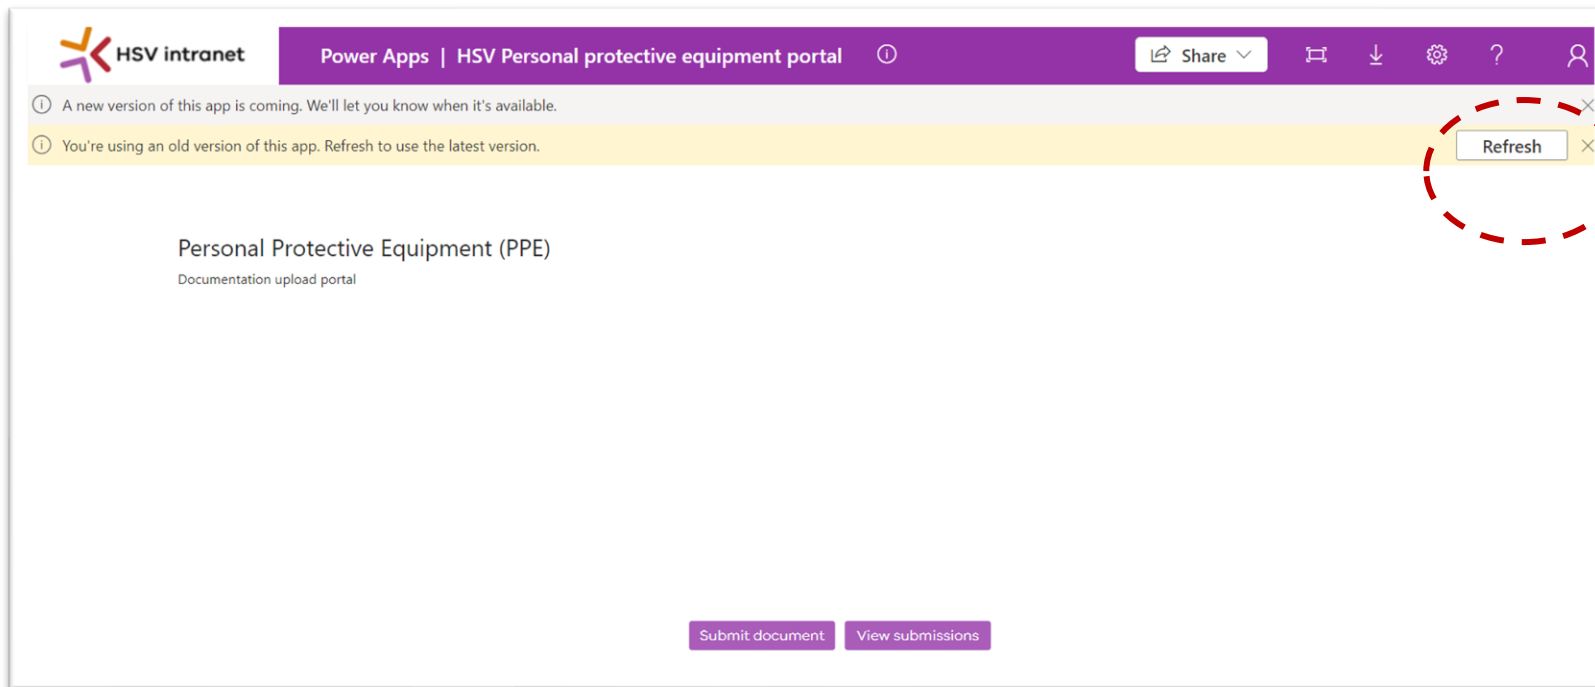 HSV intranet
Power Apps | HSV Personal protective equipment portal
Share
?
A new version of this app is coming. We'll let you know when it's available.
You're using an old version of this app. Refresh to use the latest version.
Refresh
Personal Protective Equipment (PPE)
Documentation upload portal
Submit document
View submissions